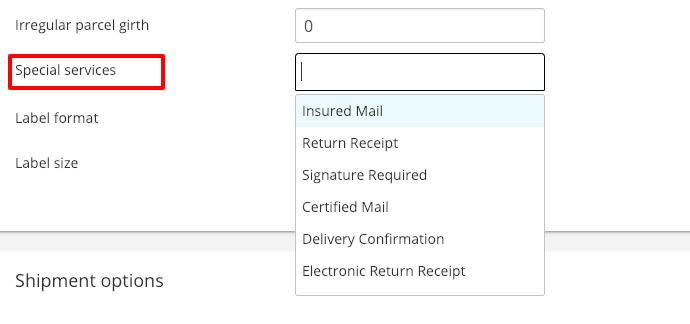 Irregular parcel girth
0
Special services
Insured Mail
Label format
Return Receipt
Label size
Signature Required
Certified Mail
Delivery Confirmation
Electronic Return Receipt
Shipment options